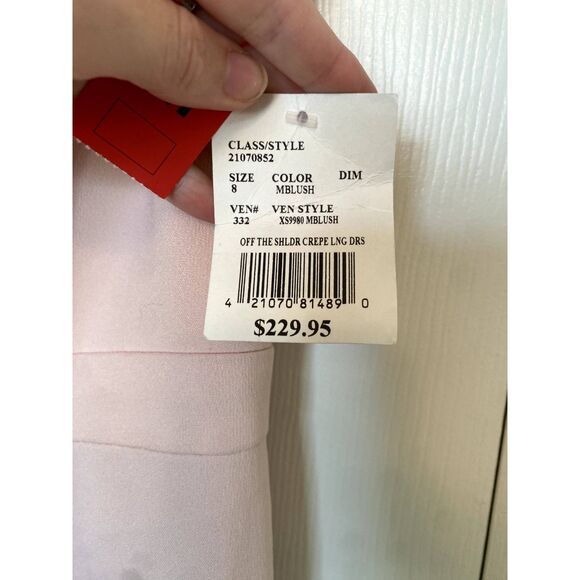 CLASS/STYLE
21070852
SIZE COLOR DIM
8 MBLUSH
VEN# VEN STYLE
332 XS9980 MBLUSH
OFF THE SHLDR CREPE LNG DRS
4 21070 81489 0
$229.95